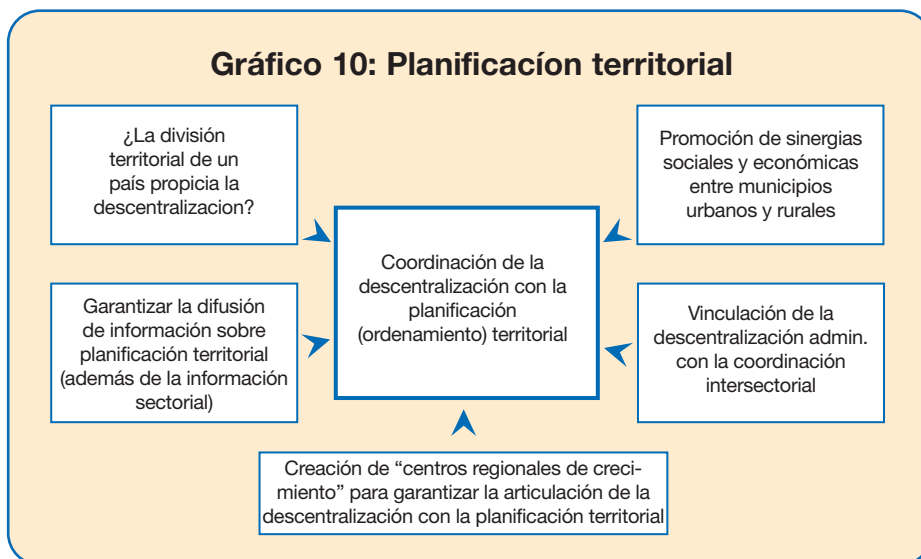 Gráfico 10: Planificacíon territorial
¿La división
territorial de un
país propicia la
descentralizacion?
Promoción de sinergias
sociales y económicas
entre municipios
urbanos y rurales
Coordinación de la
descentralización con la
planificación
(ordenamiento) territorial
Garantizar la difusión
de información sobre
planificación territorial
(además de la información
sectorial)
Vinculación de la
descentralización admin.
con la coordinación
intersectorial
Creación de “centros regionales de creci-
miento” para garantizar la articulación de la
descentralización con la planificación territorial